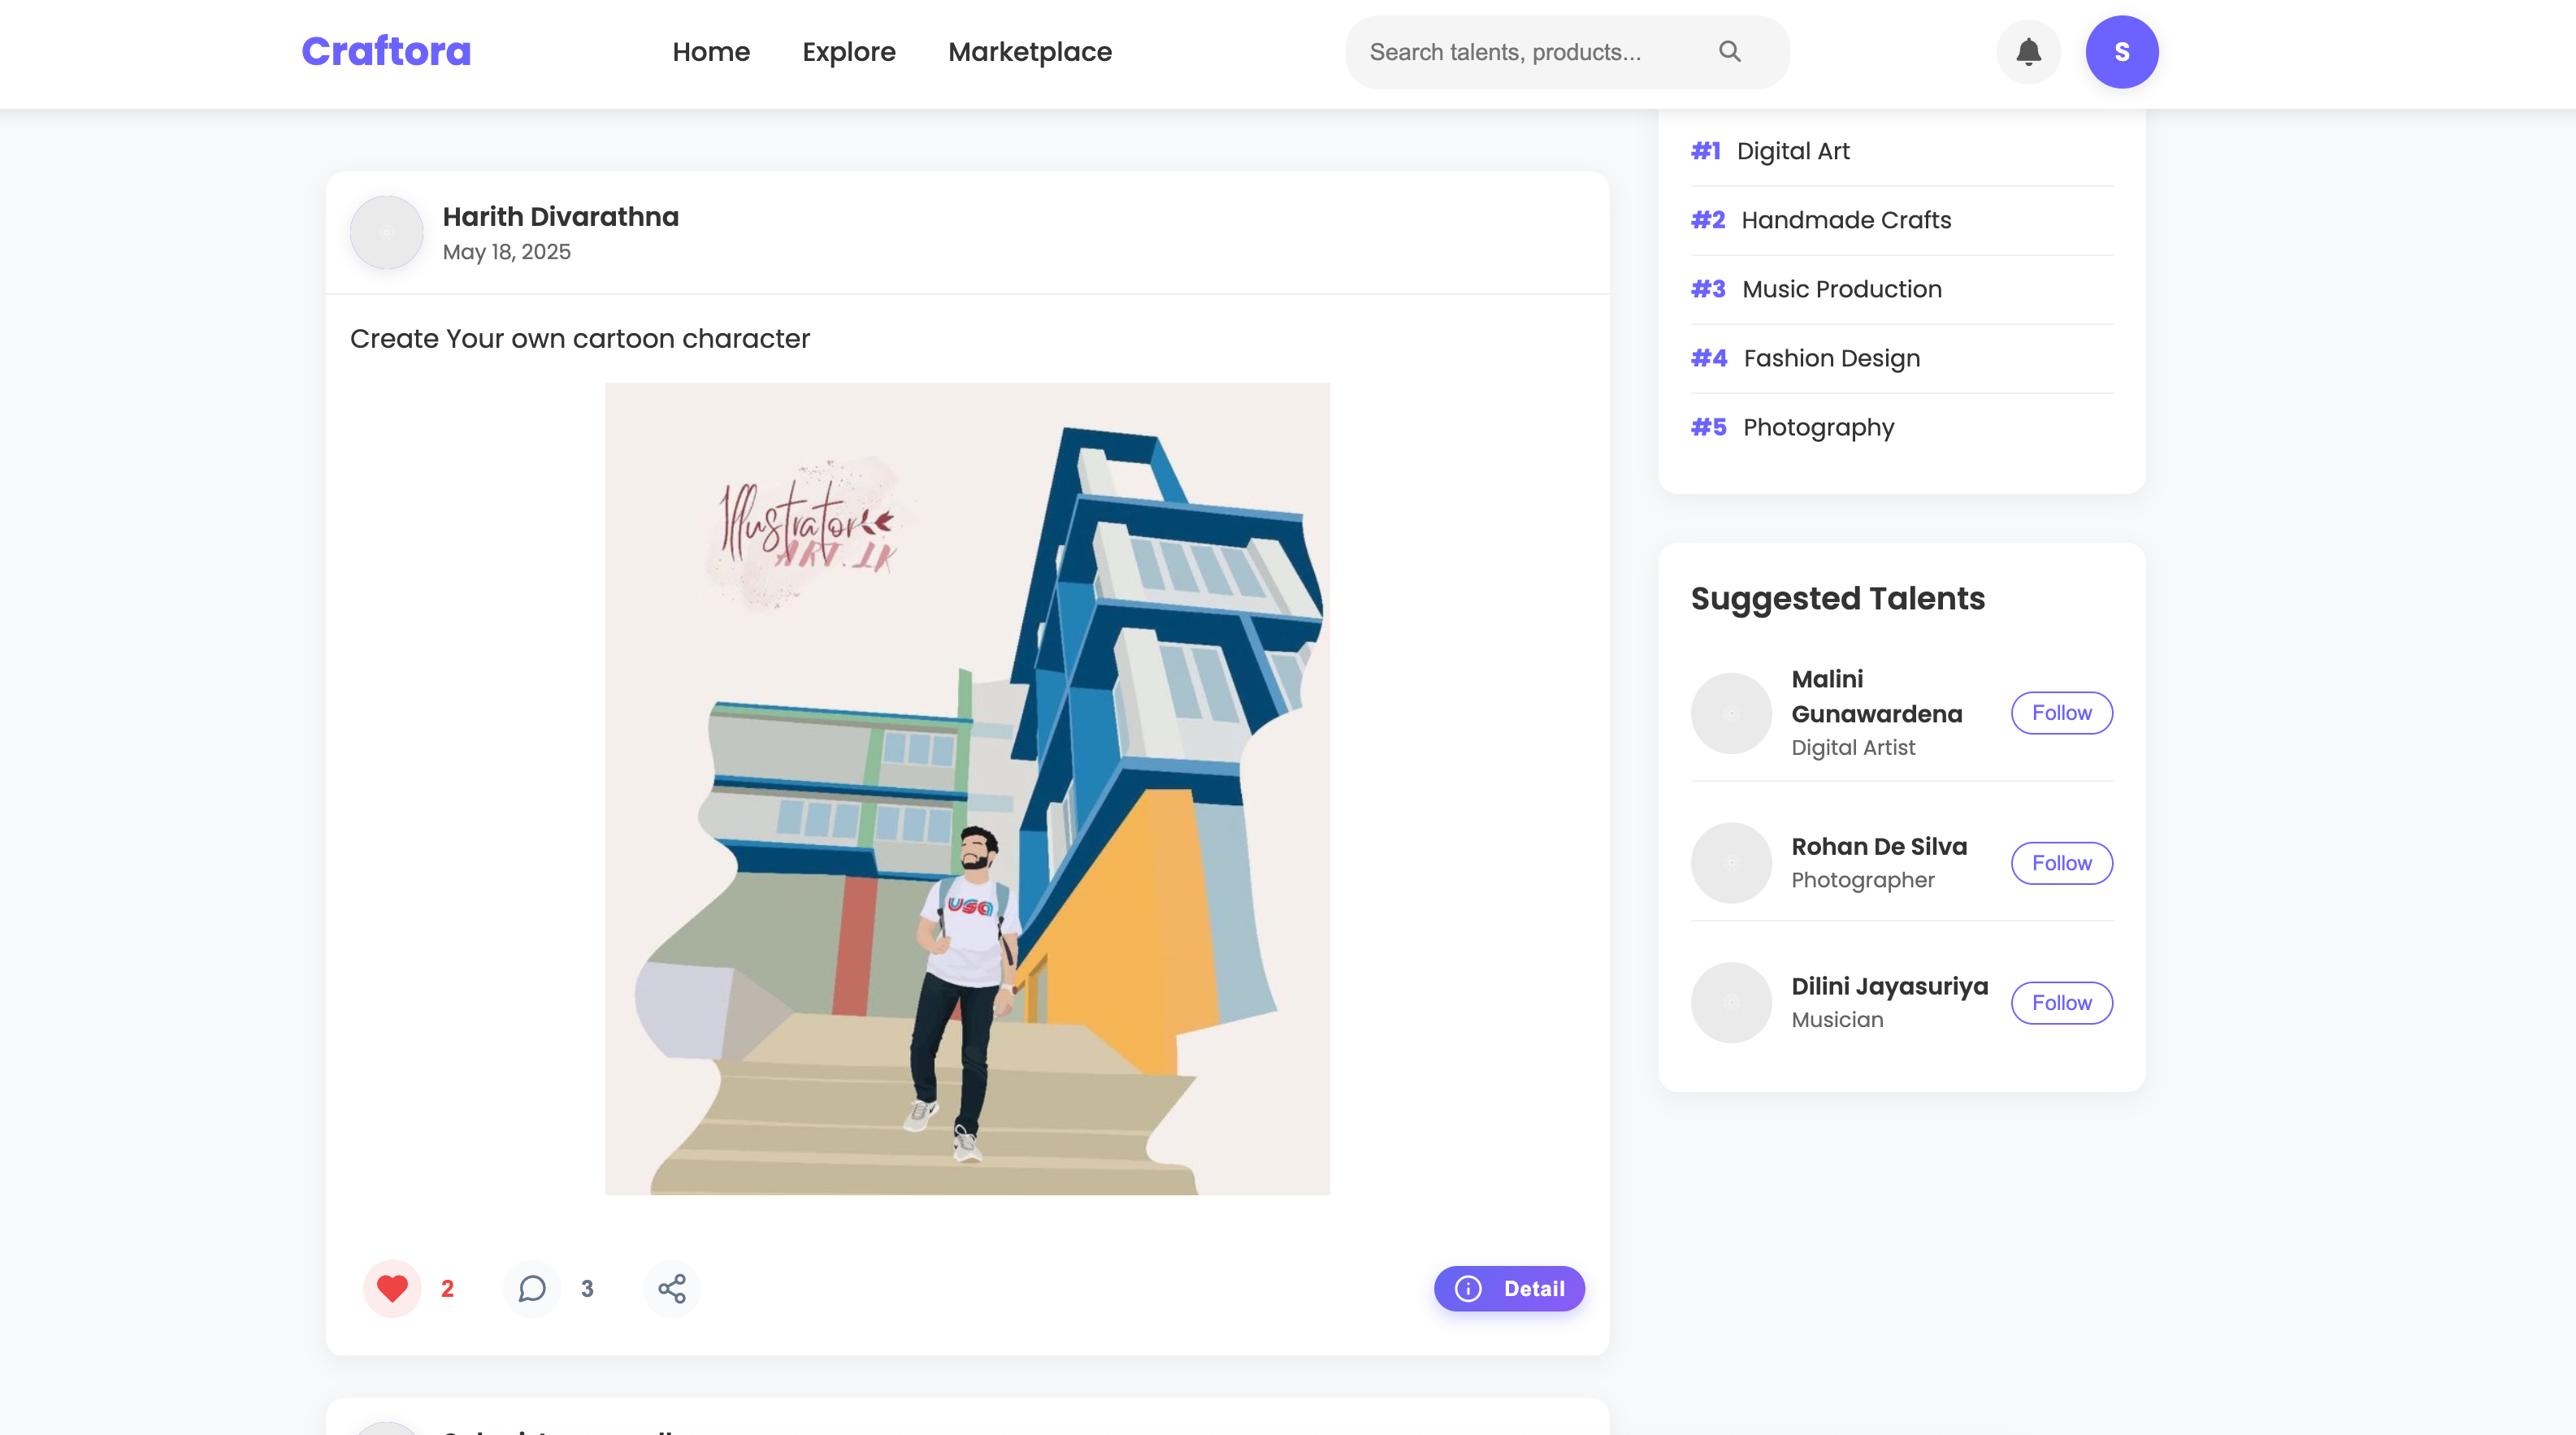 Craftora
Home
Explore
Marketplace
Search talents, products...
S
Harith Divarathna
May 18, 2025
Create Your own cartoon character
Illustrator
ART.LK
usa
2
3
Detail
#1 Digital Art
#2 Handmade Crafts
#3 Music Production
#4 Fashion Design
#5 Photography
Suggested Talents
Malini
Gunawardena
Digital Artist
Follow
Rohan De Silva
Photographer
Follow
Dilini Jayasuriya
Musician
Follow